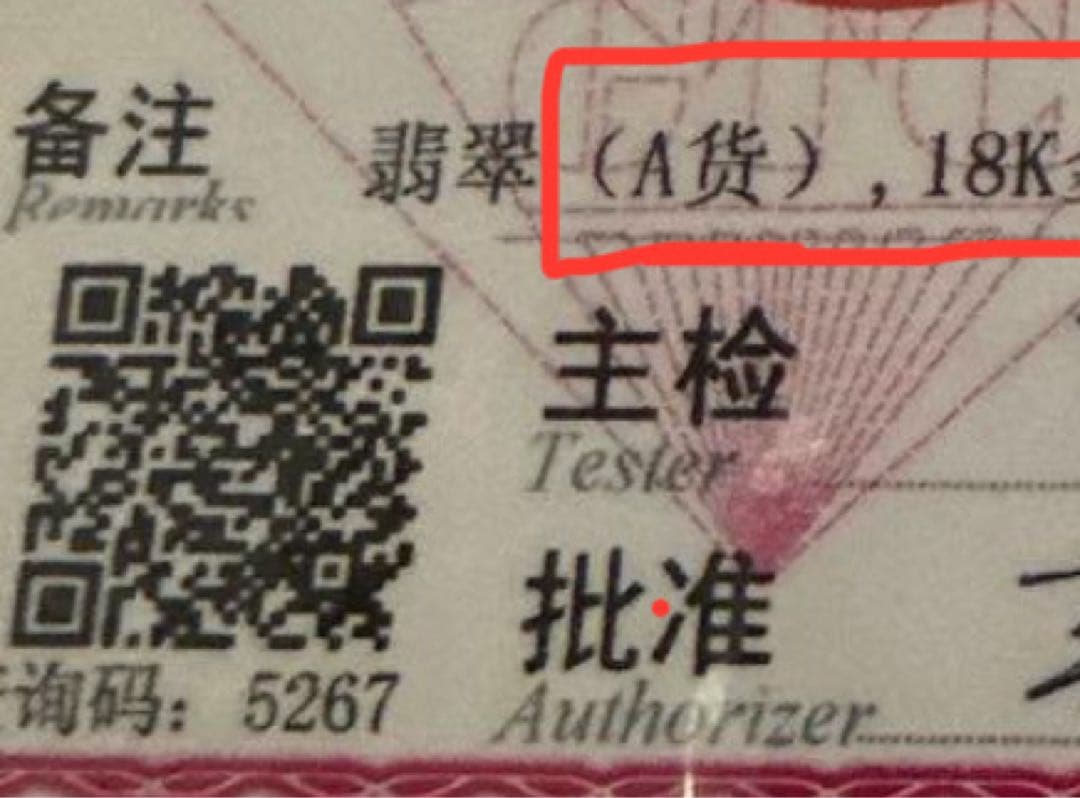 备注 翡翠（A货），18K
Remarks
主检
Tester
批准
Authorizer
询码：5267